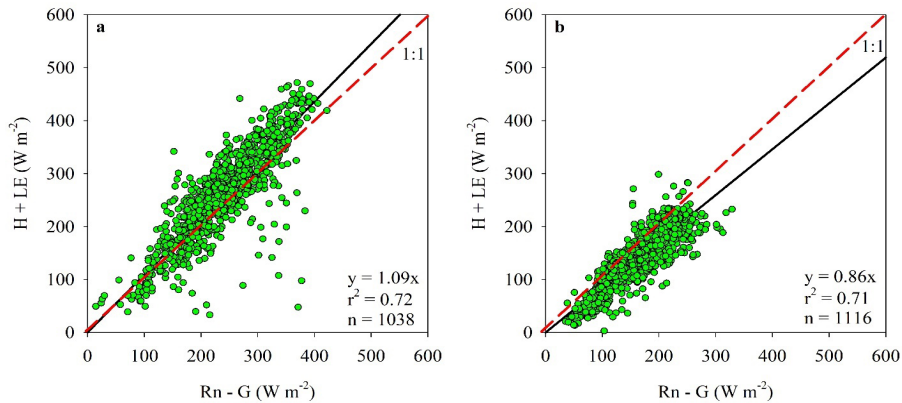 a
600
500
400
300
200
100
0
H + LE (W m-2)
1:1
y = 1.09x
r2 = 0.72
n = 1038
0 100 200 300 400 500 600
Rn - G (W m-2)
b
600
500
400
300
200
100
0
H + LE (W m-2)
1:1
y = 0.86x
r2 = 0.71
n = 1116
0 100 200 300 400 500 600
Rn - G (W m-2)